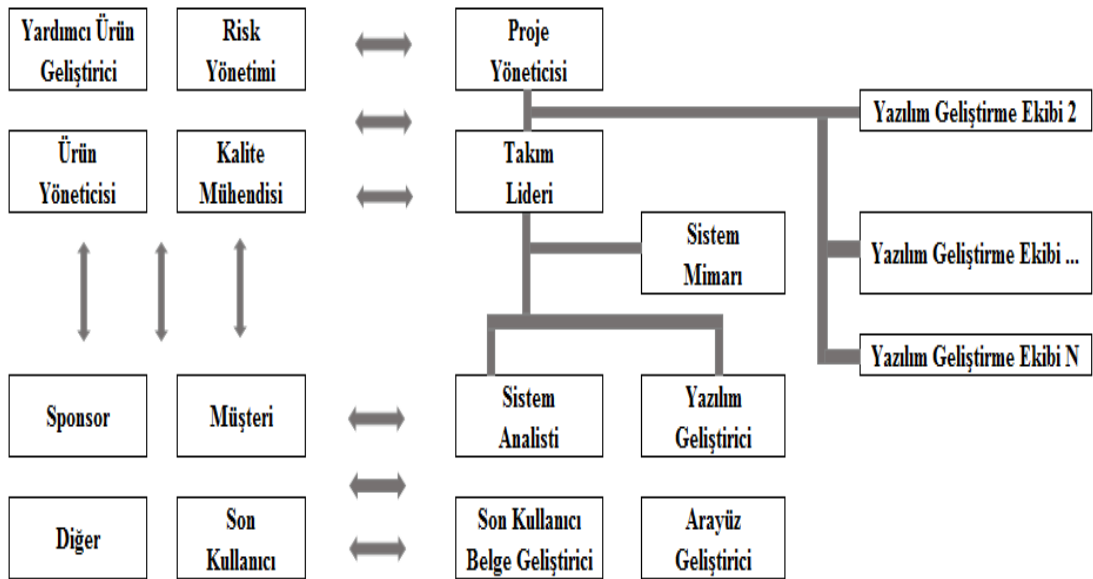 Yardımcı Ürün
Geliştirici
Risk
Yönetimi
Proje
Yöneticisi
Yazılım Geliştirme Ekibi 2
Ürün
Yöneticisi
Kalite
Mühendisi
Takım
Lideri
Sistem
Mimarı
Yazılım Geliştirme Ekibi ...
Yazılım Geliştirme Ekibi N
Sponsor
Müşteri
Sistem
Analisti
Yazılım
Geliştirici
Diğer
Son
Kullanıcı
Son Kullanıcı
Belge Geliştirici
Arayüz
Geliştirici